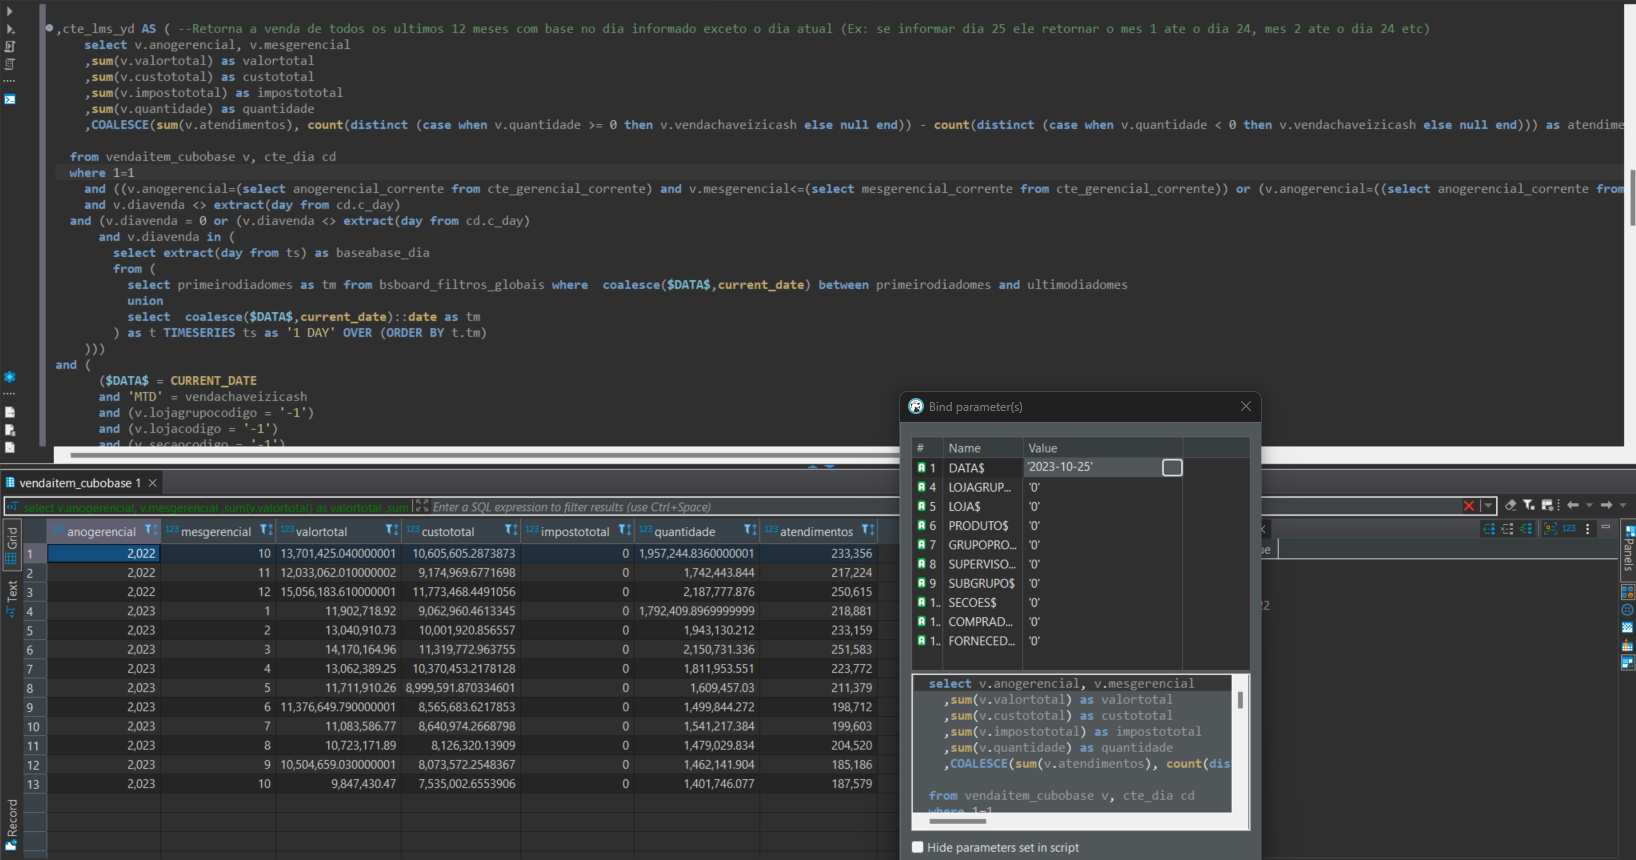 ,cte_lms_yd AS ( --Retorna a venda de todos os ultimos 12 meses com base no dia informado exceto o dia atual (Ex: se informar dia 25 ele retornar o mes 1 ate o dia 24, mes 2 ate o dia 24 etc)
select v.anogerencial, v.mesgerencial
,sum(v.valortotal) as valortotal
,sum(v.custototal) as custototal
,sum(v.impostototal) as impostototal
,sum(v.quantidade) as quantidade
,COALESCE(sum(v.atendimentos), count(distinct (case when v.quantidade >= 0 then v.vendachaveizicash else null end)) - count(distinct (case when v.quantidade < 0 then v.vendachaveizicash else null end))) as atendime
from vendaitem_cubobase v, cte_dia cd
where 1=1
and ((v.anogerencial=(select anogerencial_corrente from cte_gerencial_corrente) and v.mesgerencial<=(select mesgerencial_corrente from cte_gerencial_corrente)) or (v.anogerencial=((select anogerencial_corrente from
and v.diavenda <> extract(day from cd.c_day)
and (v.diavenda = 0 or (v.diavenda <> extract(day from cd.c_day)
and v.diavenda in (
select extract(day from ts) as baseabase_dia
from (
select primeirodiadomes as tm from bsboard_filtros_globais where coalesce($DATA$,current_date) between primeirodiadomes and ultimodiadomes
union
select coalesce($DATA$,current_date)::date as tm
) as t TIMESERIES ts as '1 DAY' OVER (ORDER BY t.tm)
)))
and (
($DATA$ = CURRENT_DATE
and 'MTD' = vendachaveizicash
and (v.lojagrupocodigo = '-1')
and (v.lojacodigo = '-1')
and (v.secaocodigo = '-1')
vendaitem_cubobase 1
select v.anogerencial, v.mesgerencial ,sum(v.valortotal) as valortotal ,sum Enter a SQL expression to filter results (use Ctrl+Space)
Grid
Text
Record
123 anogerencial 123 mesgerencial 123 valortotal 123 custototal 123 impostototal 123 quantidade 123 atendimentos
1 2,022 10 13,701,425.040000001 10,605,605.2873873 0 1,957,244.8360000001 233,356
2 2,022 11 12,033,062.010000002 9,174,969.6771698 0 1,742,443.844 217,224
3 2,022 12 15,056,183.610000001 11,773,468.4491056 0 2,187,777.876 250,615
4 2,023 1 11,902,718.92 9,062,960.4613345 0 1,792,409.8969999999 218,881
5 2,023 2 13,040,910.73 10,001,920.856557 0 1,943,130.212 233,159
6 2,023 3 14,170,164.96 11,319,772.963755 0 2,150,731.336 251,583
7 2,023 4 13,062,389.25 10,370,453.2178128 0 1,811,953.551 223,772
8 2,023 5 11,711,910.26 8,999,591.870334601 0 1,609,457.03 211,379
9 2,023 6 11,376,649.790000001 8,565,683.6217853 0 1,499,844.272 198,712
10 2,023 7 11,083,586.77 8,640,974.2668798 0 1,541,217.384 199,603
11 2,023 8 10,723,171.89 8,126,320.13909 0 1,479,029.834 204,520
12 2,023 9 10,504,659.030000001 8,073,572.2548367 0 1,462,141.904 185,186
13 2,023 10 9,847,430.47 7,535,002.6553906 0 1,401,746.077 187,579
Bind parameter(s)
# Name Value
1 DATA$ '2023-10-25'
4 LOJAGRUP... '0'
5 LOJA$ '0'
6 PRODUTO$ '0'
7 GRUPOPRO... '0'
8 SUPERVISO... '0'
9 SUBGRUPO$ '0'
1.. SECOES$ '0'
1.. COMPRAD... '0'
1.. FORNECED... '0'
select v.anogerencial, v.mesgerencial
,sum(v.valortotal) as valortotal
,sum(v.custototal) as custototal
,sum(v.impostototal) as impostototal
,sum(v.quantidade) as quantidade
,COALESCE(sum(v.atendimentos), count(dis
from vendaitem_cubobase v, cte_dia cd
where 1=1
Hide parameters set in script
ue
22
123
Panels